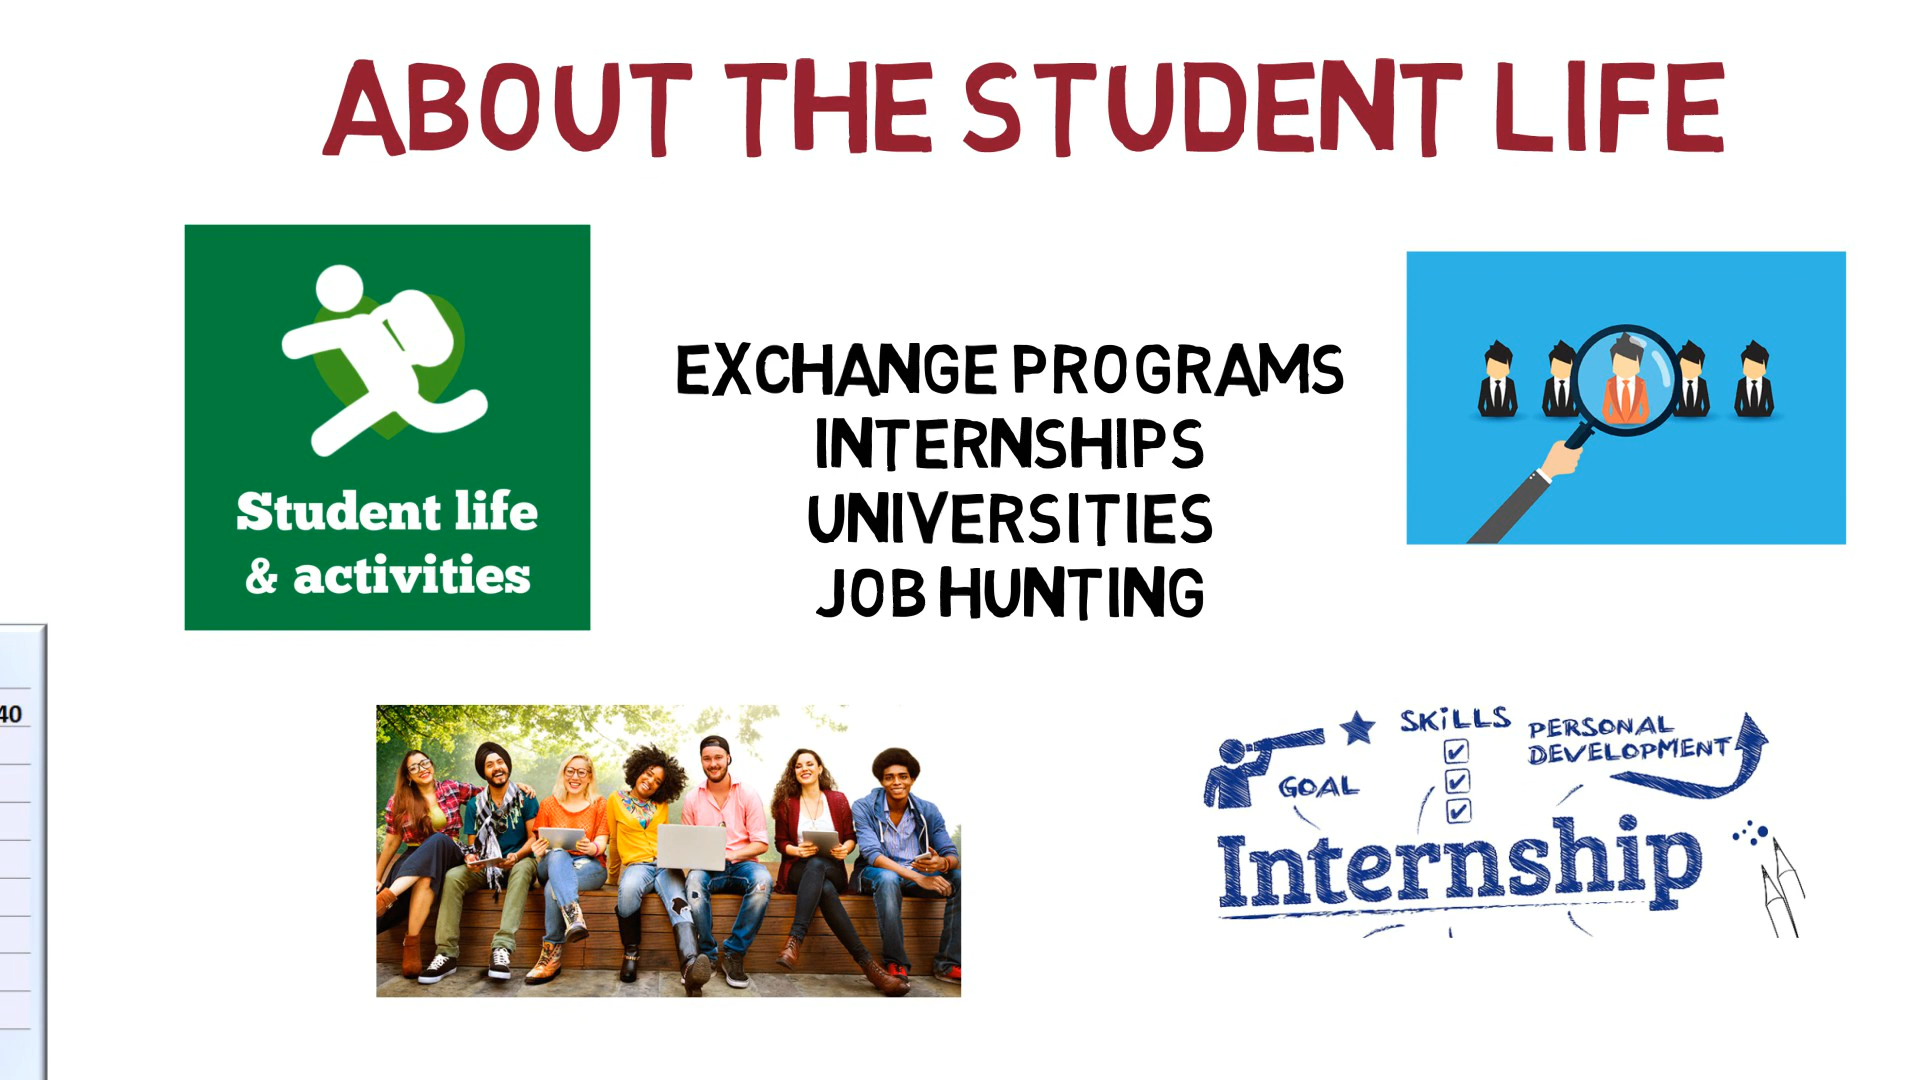 ABOUT THE STUDENT LIFE
Student life
& activities
EXCHANGE PROGRAMS
INTERNSHIPS
UNIVERSITIES
JOB HUNTING
40
SKiLLS
PERSONAL
DEVELOPMENT
GOAL
Internship